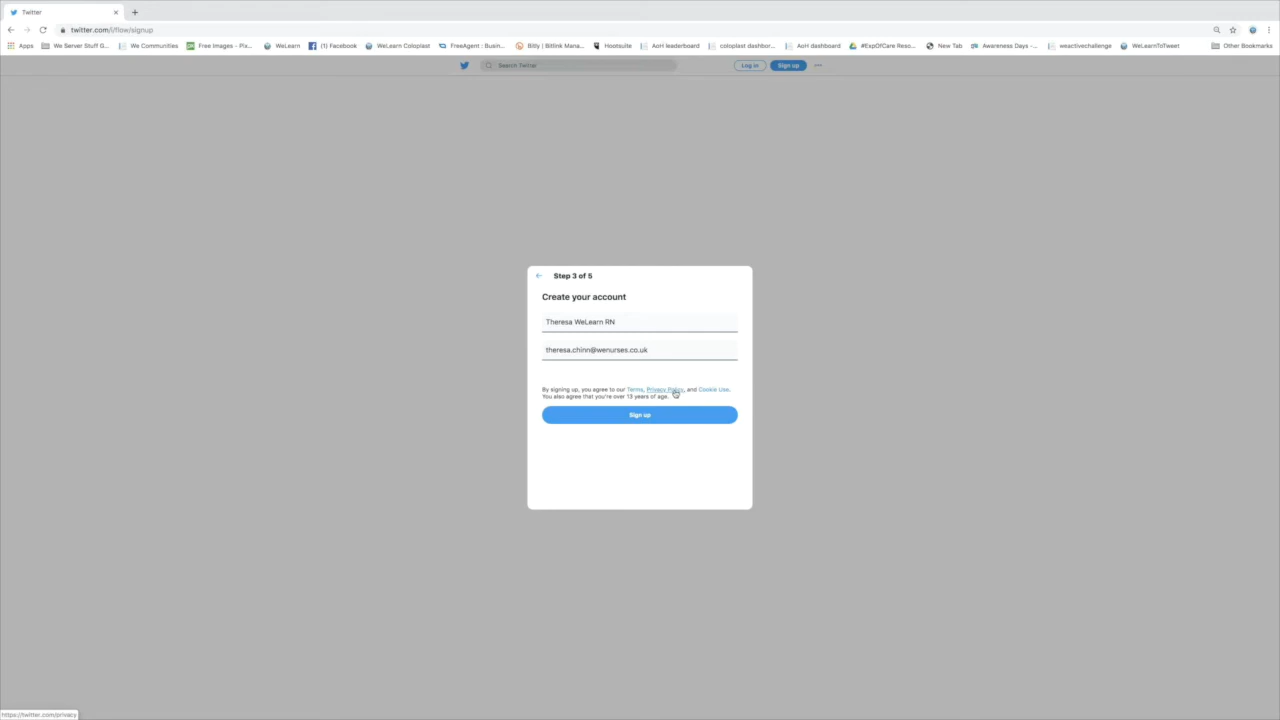 Twitter
twitter.com/i/flow/signup
Apps We Server Stuff G... We Communities Free Images - Pix... WeLearn (1) Facebook WeLearn Coloplast FreeAgent : Busin... Bitly | Bitlink Mana... Hootsuite AoH leaderboard coloplast dashbor... AoH dashboard #ExpOfCare Reso... New Tab Awareness Days -... weactivechallenge WeLearnToTweet Other Bookmarks
Search Twitter Log in Sign up
Step 3 of 5
Create your account
Theresa WeLearn RN
theresa.chinn@wenurses.co.uk
By signing up, you agree to our Terms, Privacy Policy, and Cookie Use.
You also agree that you're over 13 years of age.
Sign up
https://twitter.com/privacy